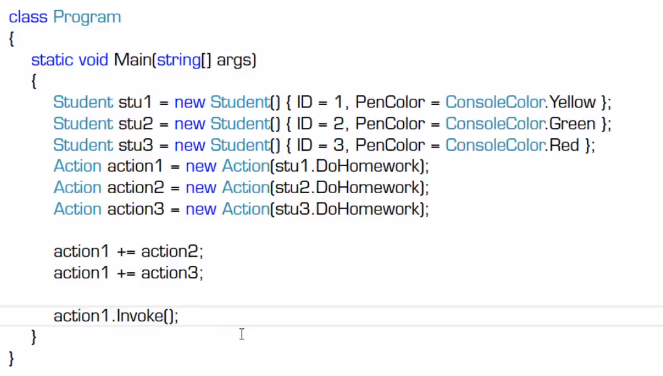 class Program
{
static void Main(string[] args)
{
Student stu1 = new Student() { ID = 1, PenColor = ConsoleColor.Yellow };
Student stu2 = new Student() { ID = 2, PenColor = ConsoleColor.Green };
Student stu3 = new Student() { ID = 3, PenColor = ConsoleColor.Red };
Action action1 = new Action(stu1.DoHomework);
Action action2 = new Action(stu2.DoHomework);
Action action3 = new Action(stu3.DoHomework);
action1 += action2;
action1 += action3;
action1.Invoke();
}
}